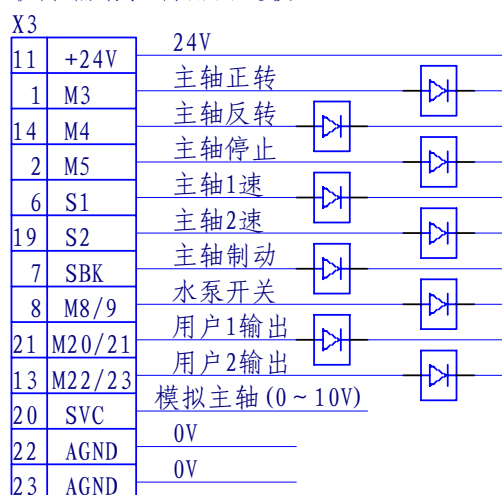 X3
11 +24V 24V
1 M3 主轴正转
14 M4 主轴反转
2 M5 主轴停止
6 S1 主轴1速
19 S2 主轴2速
7 SBK 主轴制动
8 M8/9 水泵开关
21 M20/21 用户1输出
13 M22/23 用户2输出
20 SVC 模拟主轴(0~10V)
22 AGND 0V
23 AGND 0V